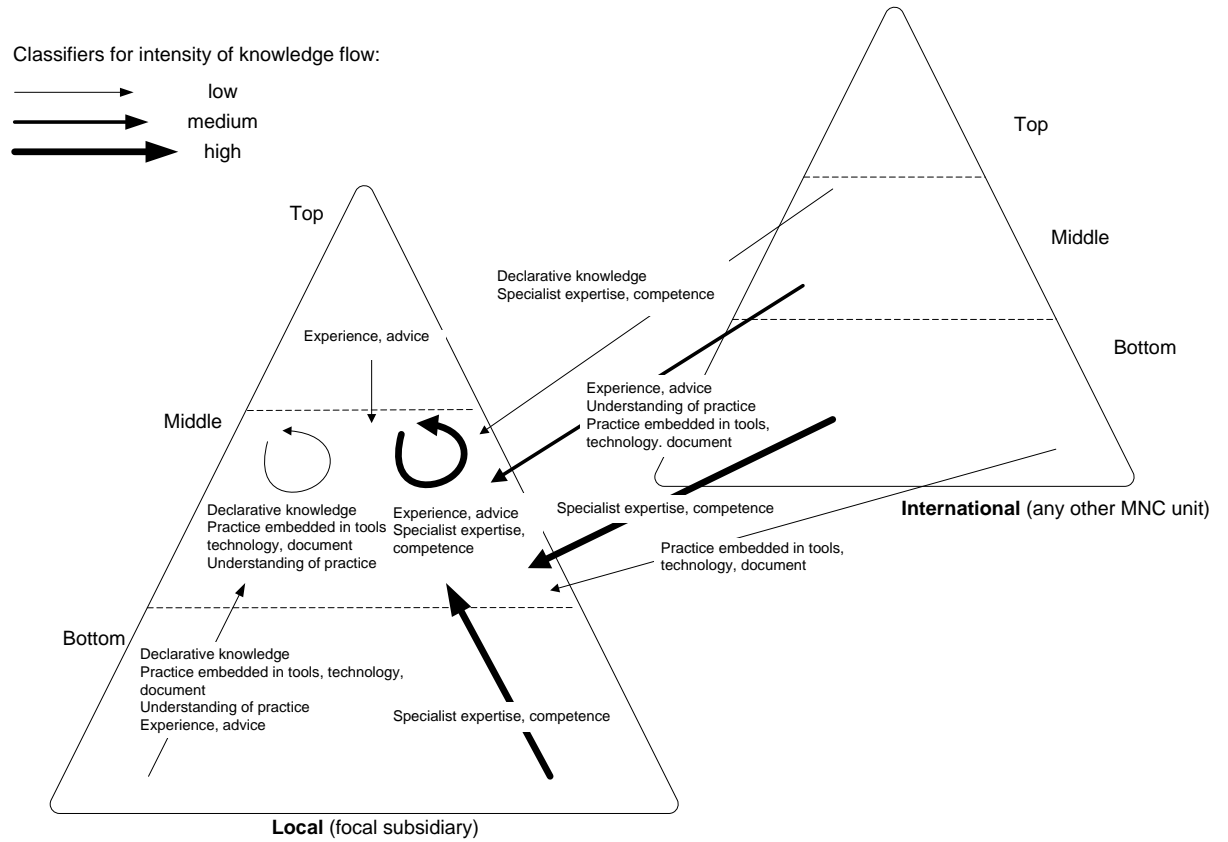 Classifiers for intensity of knowledge flow:
low
medium
high
Top
Middle
Bottom
International (any other MNC unit)
Top
Middle
Bottom
Experience, advice
Declarative knowledge
Specialist expertise, competence
Experience, advice
Understanding of practice
Practice embedded in tools,
technology. document
Declarative knowledge
Practice embedded in tools
technology, document
Understanding of practice
Experience, advice
Specialist expertise,
competence
Specialist expertise, competence
Practice embedded in tools,
technology, document
Declarative knowledge
Practice embedded in tools, technology,
document
Understanding of practice
Experience, advice
Specialist expertise, competence
Local (focal subsidiary)